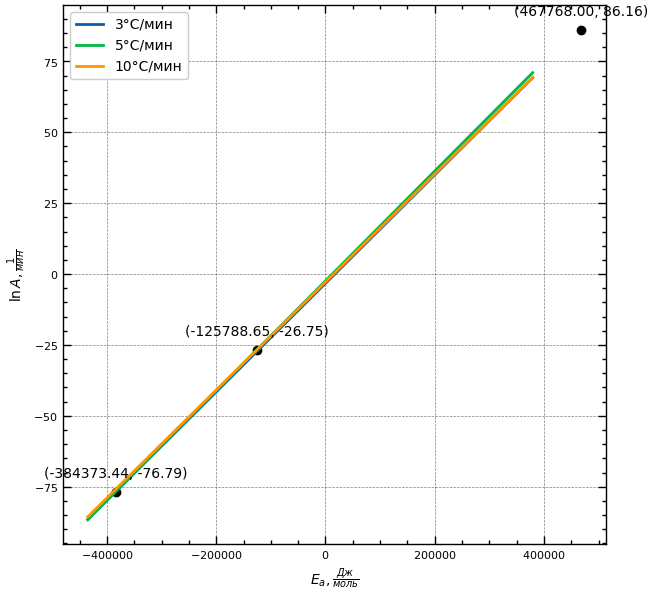 (467768.00, 86.16)
3°C/мин
5°C/мин
10°C/мин
75
50
25
0
−25
−50
−75
(-125788.65, -26.75)
(-384373.44, -76.79)
ln A, 1/мин
−400000 −200000 0 200000 400000
Eₐ, Дж/моль